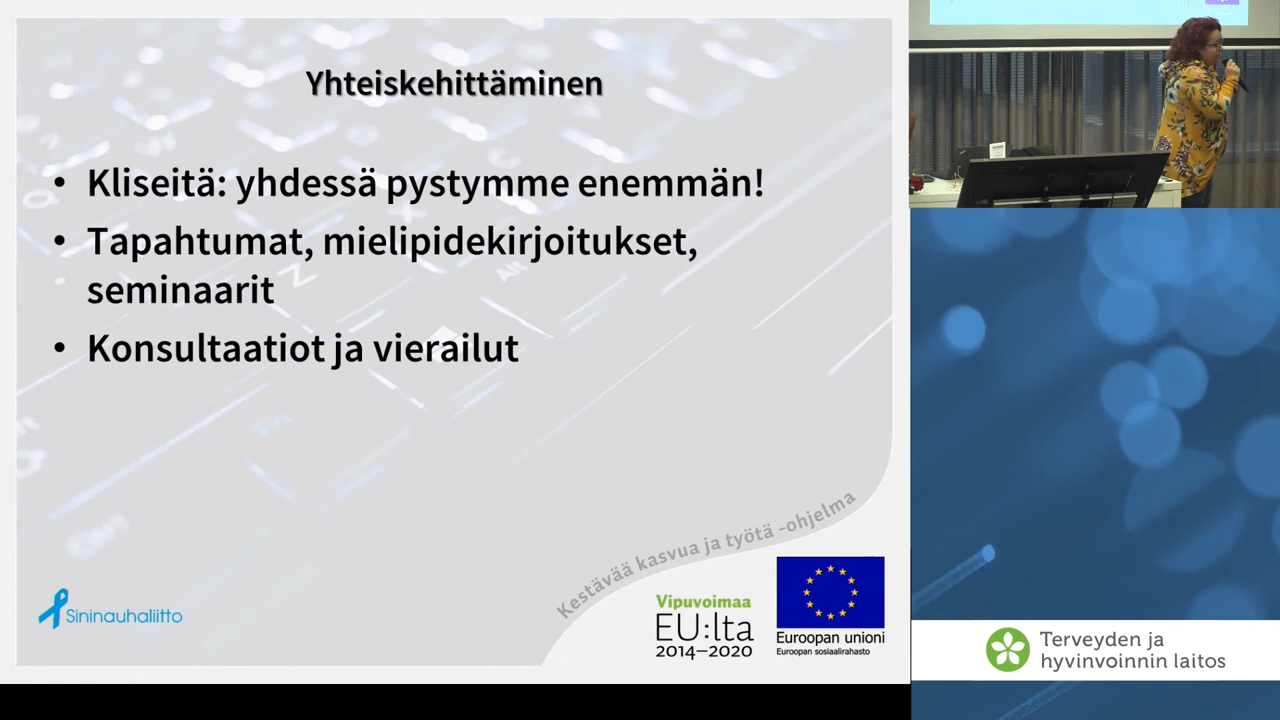 Yhteiskehittäminen
• Kliseitä: yhdessä pystymme enemmän!
• Tapahtumat, mielipidekirjoitukset,
seminaarit
• Konsultaatiot ja vierailut
Kestävää kasvua ja työtä -ohjelma
Sininauhaliitto
Vipuvoimaa
EU:lta
2014–2020
Euroopan unioni
Euroopan sosiaalirahasto
Terveyden ja
hyvinvoinnin laitos